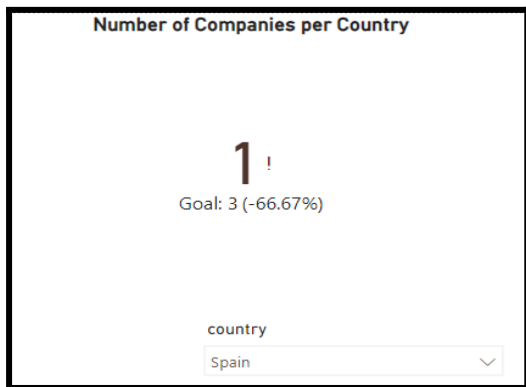 Number of Companies per Country
1 !
Goal: 3 (-66.67%)
country
Spain